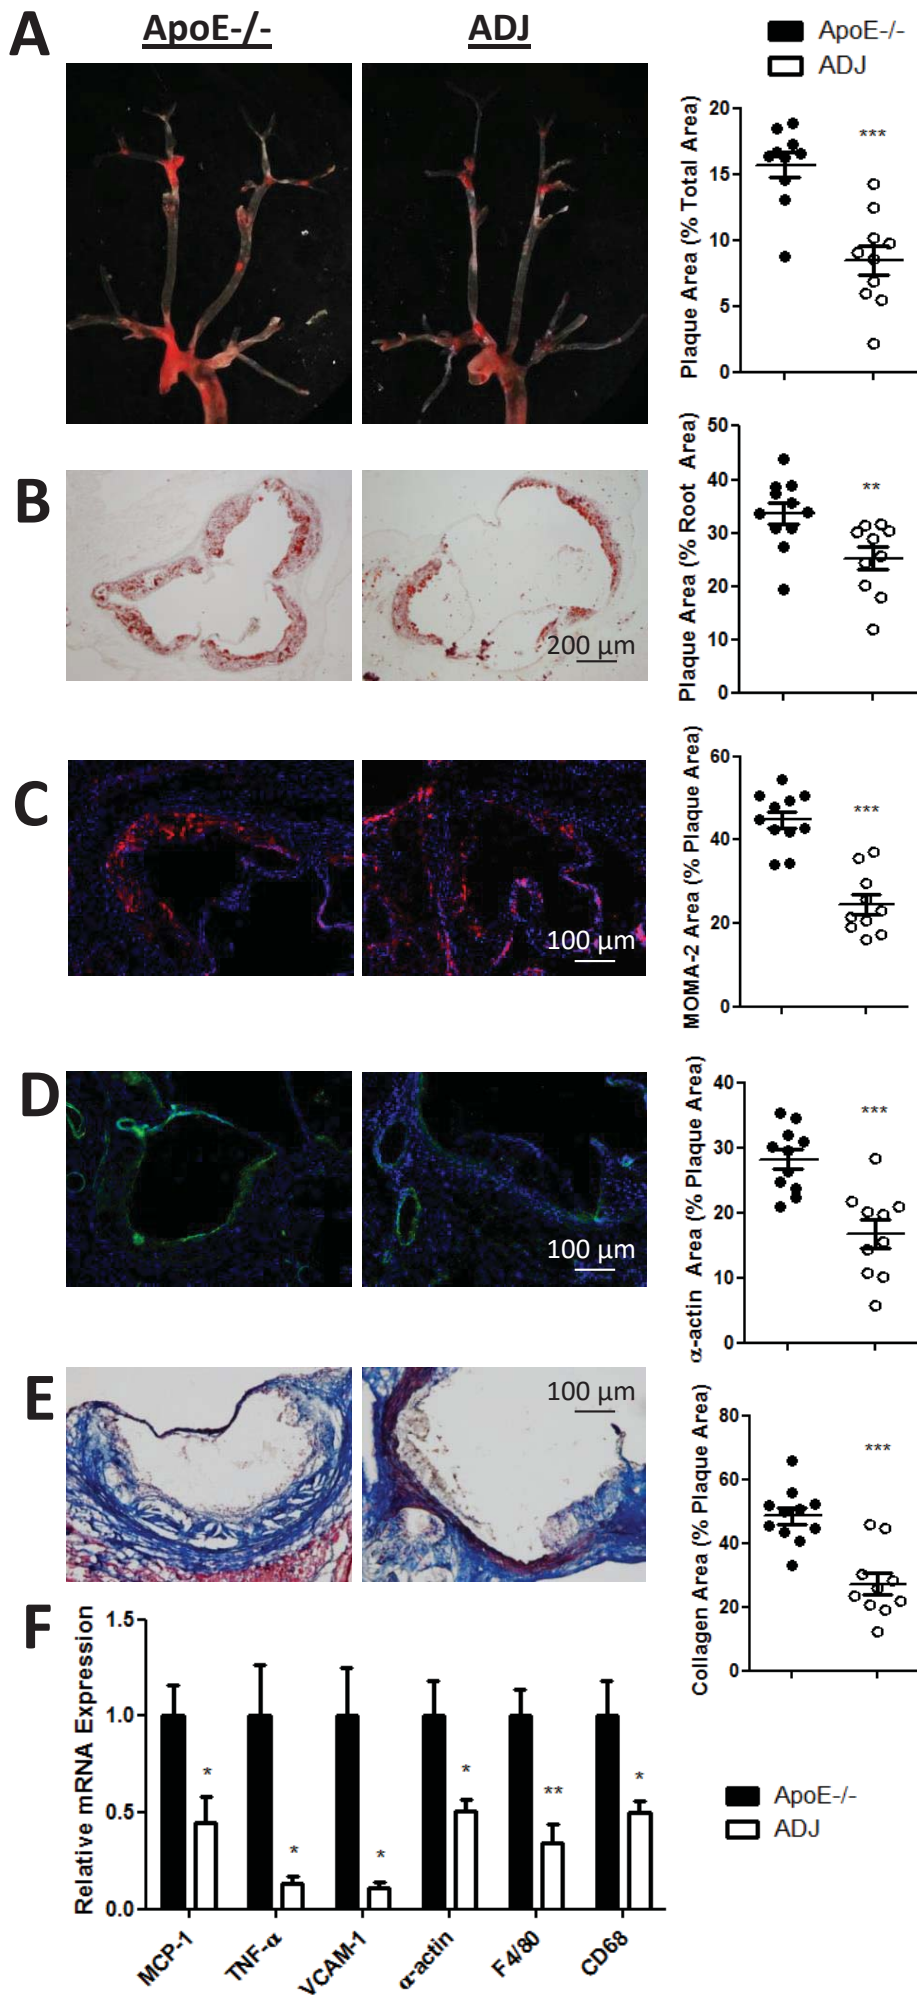 A
ApoE-/-
ADJ
ApoE-/-
ADJ
Plaque Area (% Total Area)
20
15
10
5
0
***
B
200 µm
Plaque Area (% Root Area)
50
40
30
20
10
0
**
C
100 µm
MOMA-2 Area (% Plaque Area)
60
40
20
0
***
D
100 µm
α-actin Area (% Plaque Area)
40
30
20
10
0
***
E
100 µm
Collagen Area (% Plaque Area)
80
60
40
20
0
***
F
Relative mRNA Expression
1.5
1.0
0.5
0.0
*
*
*
*
**
*
MCP-1
TNF-α
VCAM-1
α-actin
F4/80
CD68
ApoE-/-
ADJ